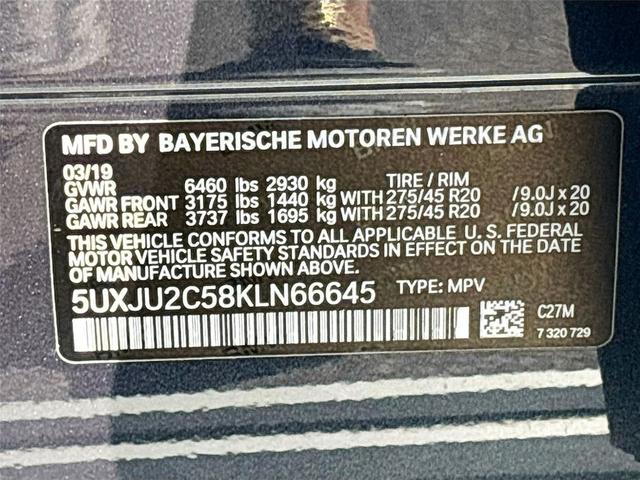 MFD BY BAYERISCHE MOTOREN WERKE AG
03/19
GVWR 6460 lbs 2930 kg TIRE / RIM
GAWR FRONT 3175 lbs 1440 kg WITH 275/45 R20 /9.0J x 20
GAWR REAR 3737 lbs 1695 kg WITH 275/45 R20 /9.0J x 20
THIS VEHICLE CONFORMS TO ALL APPLICABLE U. S. FEDERAL
MOTOR VEHICLE SAFETY STANDARDS IN EFFECT ON THE
DATE OF MANUFACTURE SHOWN ABOVE.
5UXJU2C58KLN66645 TYPE: MPV
C27M
7 320 729